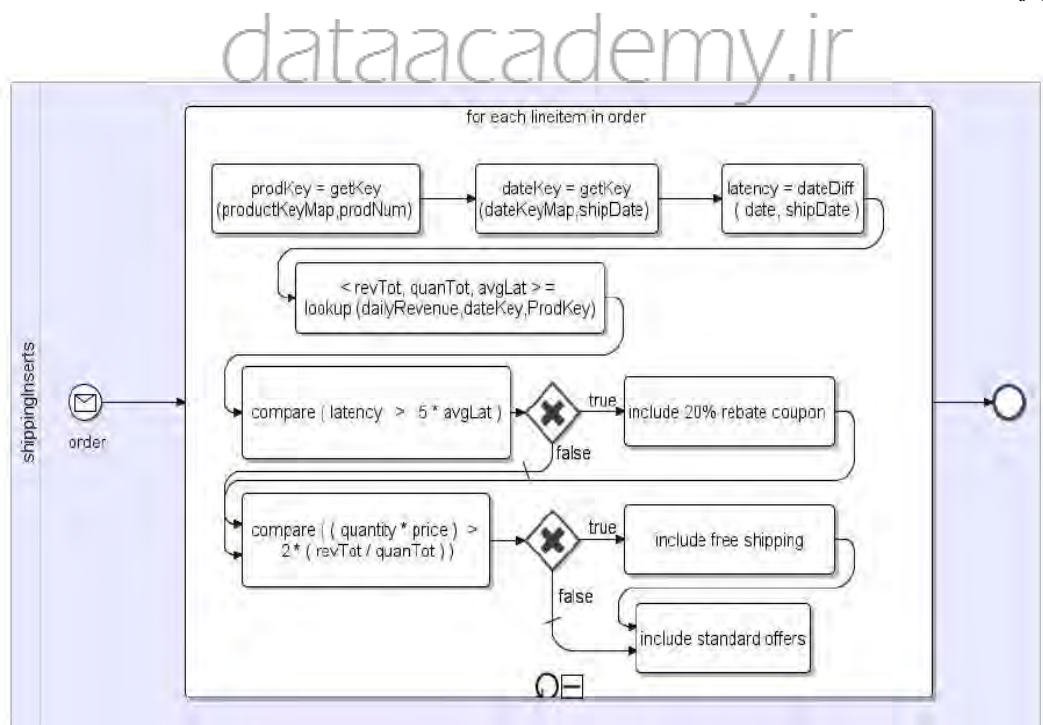 dataacademy.ir
for each lineitem in order
prodKey = getKey
(productKeyMap,prodNum)
dateKey = getKey
(dateKeyMap,shipDate)
latency = dateDiff
( date, shipDate )
< revTot, quanTot, avgLat > =
lookup (dailyRevenue,dateKey,ProdKey)
shippingInserts
order
compare ( latency > 5 * avgLat )
true
include 20% rebate coupon
false
compare ( ( quantity * price ) >
2 * ( revTot / quanTot ) )
true
include free shipping
false
include standard offers